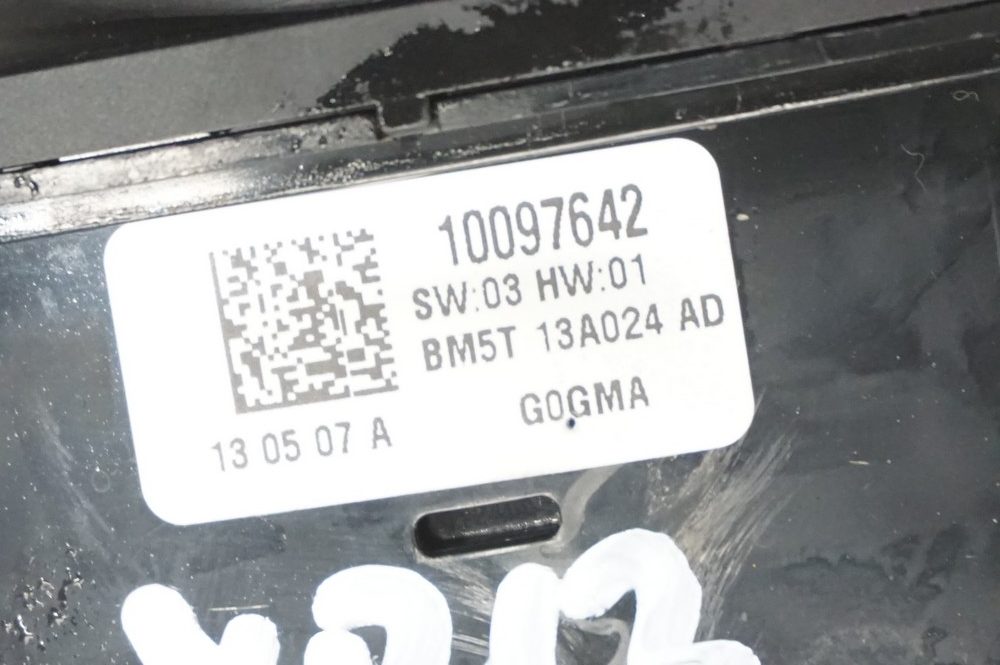 10097642
SW:03 HW:01
BM5T 13A024 AD
G0GMA
13 05 07 A